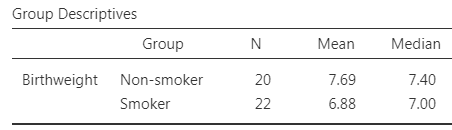 Group Descriptives
Group N Mean Median
Birthweight Non-smoker 20 7.69 7.40
Smoker 22 6.88 7.00